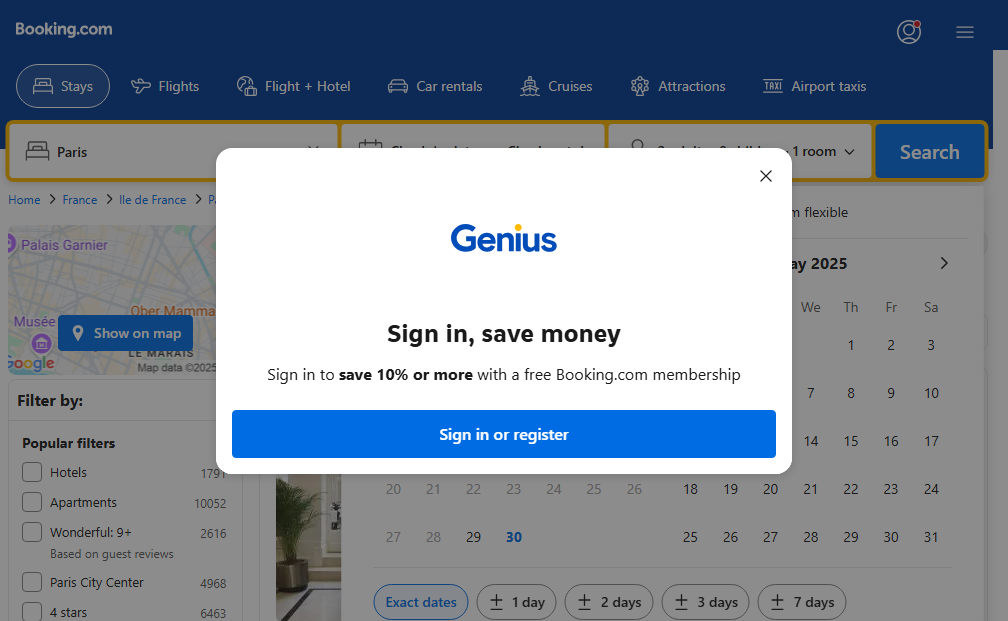 Booking.com
Stays
Flights
Flight + Hotel
Car rentals
Cruises
Attractions
Airport taxis
Paris
1 room
Search
Home > France > Ile de France >
m flexible
Genius
Sign in, save money
Sign in to save 10% or more with a free Booking.com membership
Sign in or register
Palais Garnier
Ober Mamma
Musée
Show on map
LE MARAIS
Google
Map data ©2025
Filter by:
Popular filters
Hotels 1791
Apartments 10052
Wonderful: 9+ 2616
Based on guest reviews
Paris City Center 4968
4 stars 6463
ay 2025
We Th Fr Sa
1 2 3
7 8 9 10
14 15 16 17
20 21 22 23 24 25 26 18 19 20 21 22 23 24
27 28 29 30 25 26 27 28 29 30 31
Exact dates
± 1 day
± 2 days
± 3 days
± 7 days